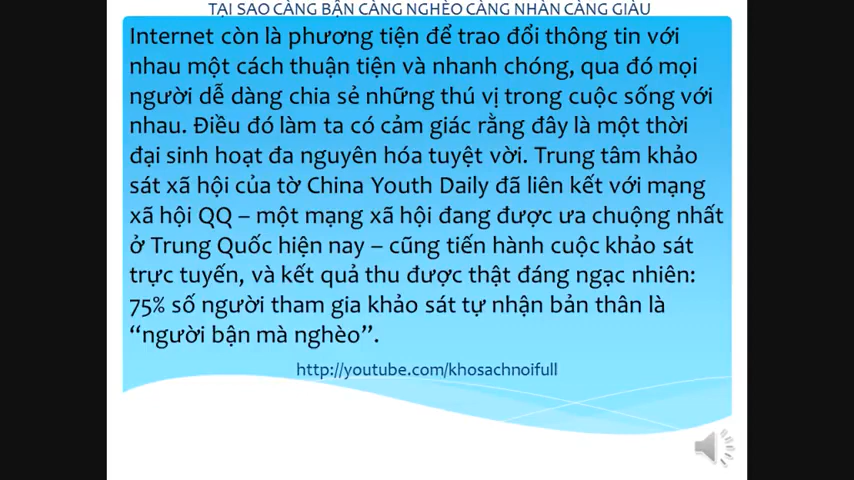 TẠI SAO CÀNG BẬN CÀNG NGHÈO CÀNG NHÀN CÀNG GIÀU
Internet còn là phương tiện để trao đổi thông tin với
nhau một cách thuận tiện và nhanh chóng, qua đó mọi
người dễ dàng chia sẻ những thú vị trong cuộc sống với
nhau. Điều đó làm ta có cảm giác rằng đây là một thời
đại sinh hoạt đa nguyên hóa tuyệt vời. Trung tâm khảo
sát xã hội của tờ China Youth Daily đã liên kết với mạng
xã hội QQ – một mạng xã hội đang được ưa chuộng nhất
ở Trung Quốc hiện nay – cũng tiến hành cuộc khảo sát
trực tuyến, và kết quả thu được thật đáng ngạc nhiên:
75% số người tham gia khảo sát tự nhận bản thân là
“người bận mà nghèo”.
http://youtube.com/khosachnoifull